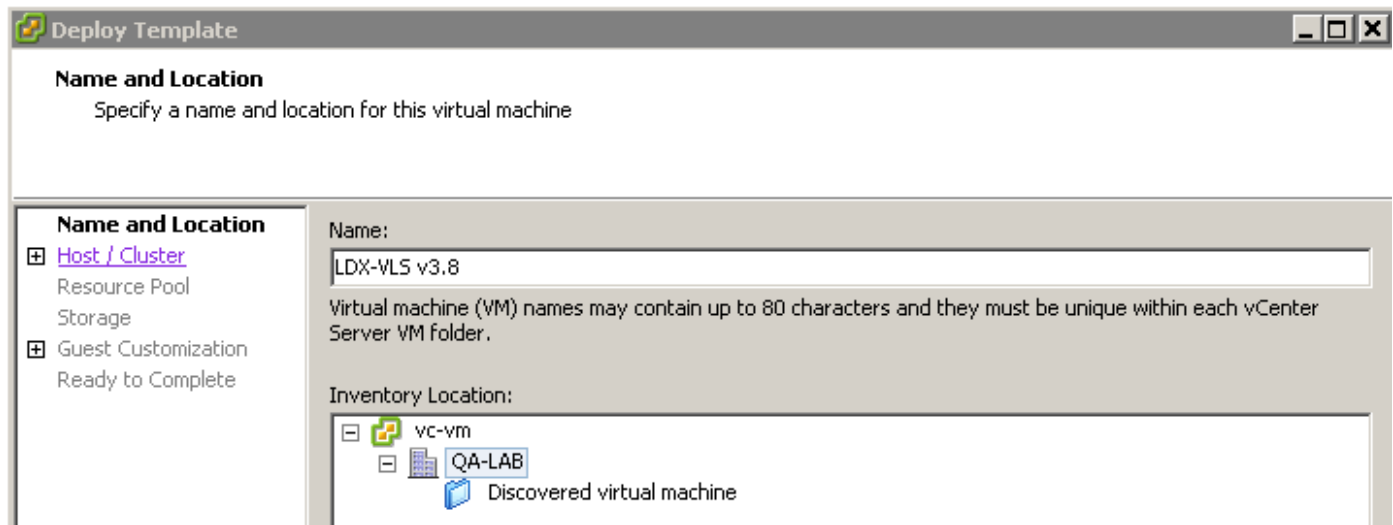 Deploy Template
Name and Location
Specify a name and location for this virtual machine
Name and Location
Host / Cluster
Resource Pool
Storage
Guest Customization
Ready to Complete
Name:
LDX-VLS v3.8
Virtual machine (VM) names may contain up to 80 characters and they must be unique within each vCenter
Server VM folder.
Inventory Location:
vc-vm
QA-LAB
Discovered virtual machine